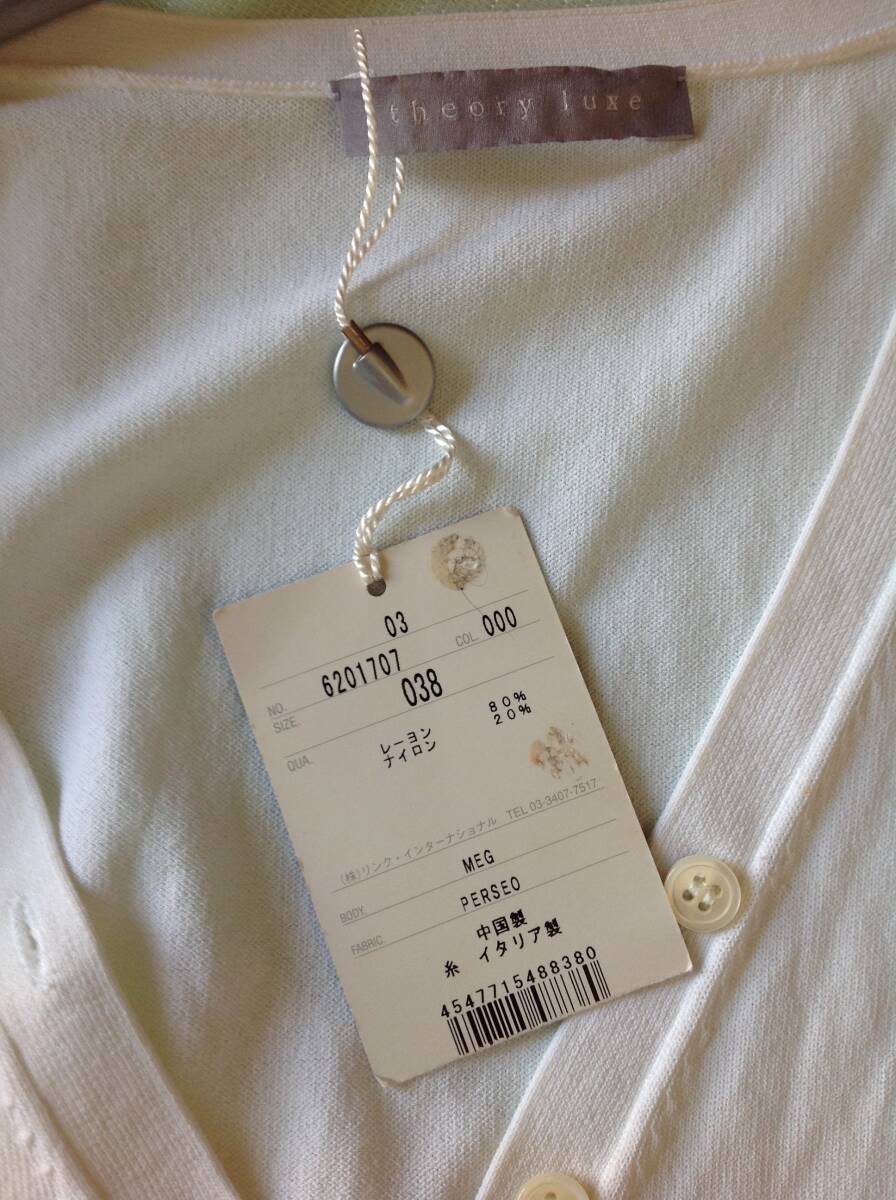 theory luxe
03
NO. 6201707 COL. 000
SIZE. 038
QUA. レーヨン 80%
ナイロン 20%
(株)リンク・インターナショナル TEL 03-3407-7517
BODY. MEG
FABRIC. PERSEO
中国製
糸 イタリア製
4547715488380